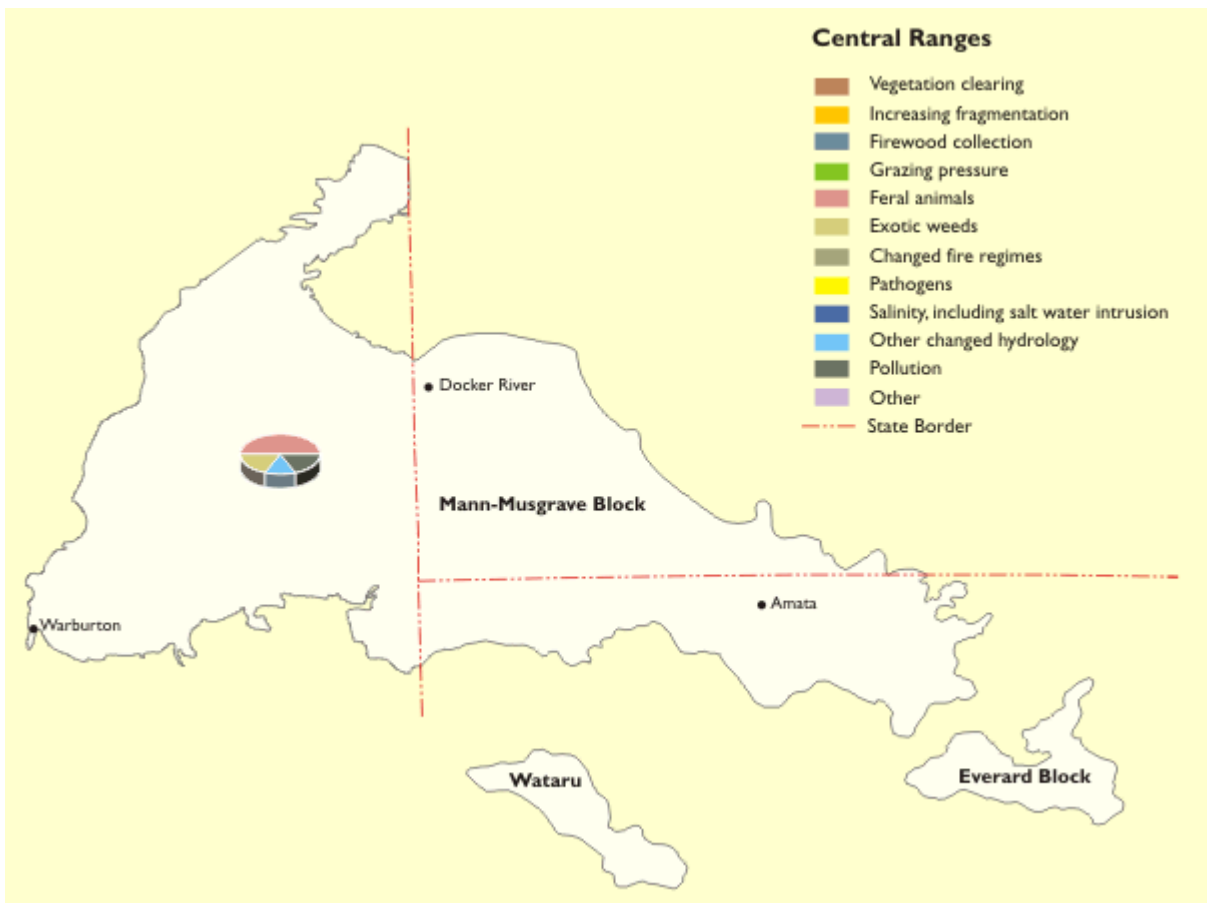 Central Ranges
Vegetation clearing
Increasing fragmentation
Firewood collection
Grazing pressure
Feral animals
Exotic weeds
Changed fire regimes
Pathogens
Salinity, including salt water intrusion
Other changed hydrology
Pollution
Other
State Border
Docker River
Mann-Musgrave Block
Amata
Warburton
Wataru
Everard Block